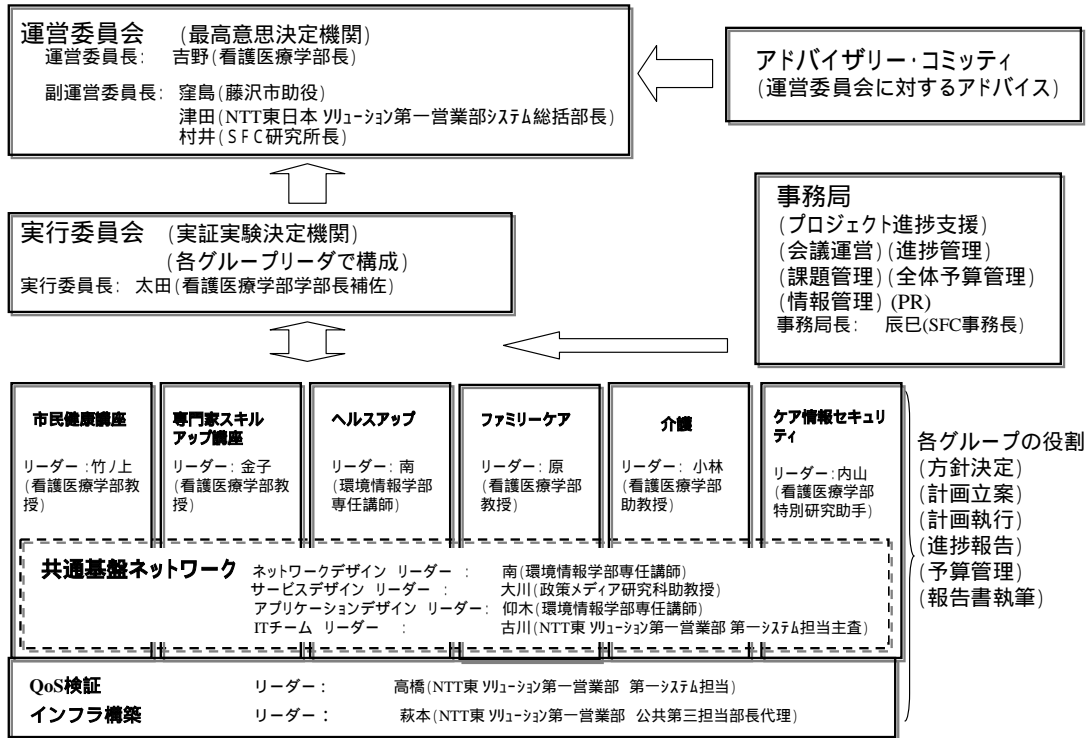 運営委員会 (最高意思決定機関)
運営委員長: 吉野(看護医療学部長)
副運営委員長: 窪島(藤沢市助役)
津田(NTT東日本 ソリューション第一営業部システム総括部長)
村井(SFC研究所長)
アドバイザリー・コミッティ
(運営委員会に対するアドバイス)
実行委員会 (実証実験決定機関)
(各グループリーダで構成)
実行委員長: 太田(看護医療学部学部長補佐)
事務局
(プロジェクト進捗支援)
(会議運営)(進捗管理)
(課題管理)(全体予算管理)
(情報管理)(PR)
事務局長: 辰巳(SFC事務長)
市民健康講座
リーダー:竹ノ上
(看護医療学部教
授)
専門家スキル
アップ講座
リーダー:金子
(看護医療学部教
授)
ヘルスアップ
リーダー:南
(環境情報学部
専任講師)
ファミリーケア
リーダー:原
(看護医療学部
教授)
介護
リーダー:小林
(看護医療学部
助教授)
ケア情報セキュリ
ティ
リーダー:内山
(看護医療学部
特別研究助手)
各グループの役割
(方針決定)
(計画立案)
(計画執行)
(進捗報告)
(予算管理)
(報告書執筆)
共通基盤ネットワーク ネットワークデザイン リーダー : 南(環境情報学部専任講師)
サービスデザイン リーダー : 大川(政策メディア研究科助教授)
アプリケーションデザイン リーダー: 仰木(環境情報学部専任講師)
ITチーム リーダー : 古川(NTT東 ソリューション第一営業部 第一システム担当主査)
QoS検証 リーダー: 高橋(NTT東 ソリューション第一営業部 第一システム担当)
インフラ構築 リーダー: 萩本(NTT東 ソリューション第一営業部 公共第三担当部長代理)